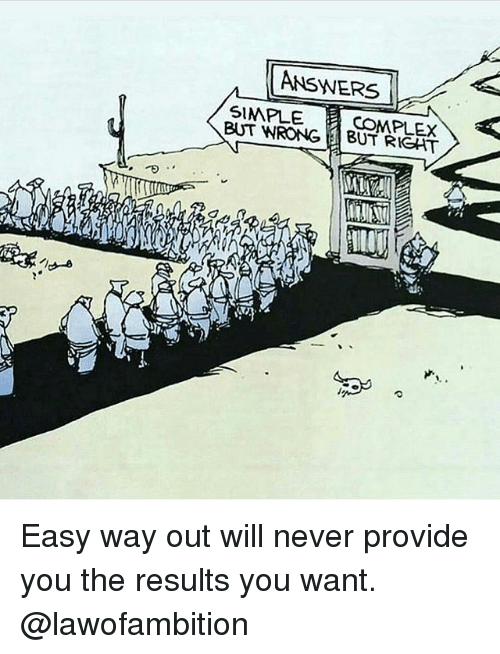 ANSWERS
SIMPLE
BUT WRONG
COMPLEX
BUT RIGHT
Easy way out will never provide
you the results you want.
@lawofambition